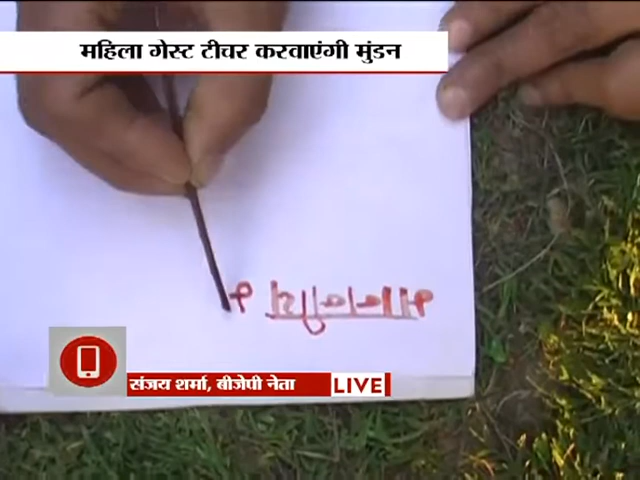 महिला गेस्ट टीचर करवाएंगी मुंडन
संजय शर्मा, बीजेपी नेता LIVE